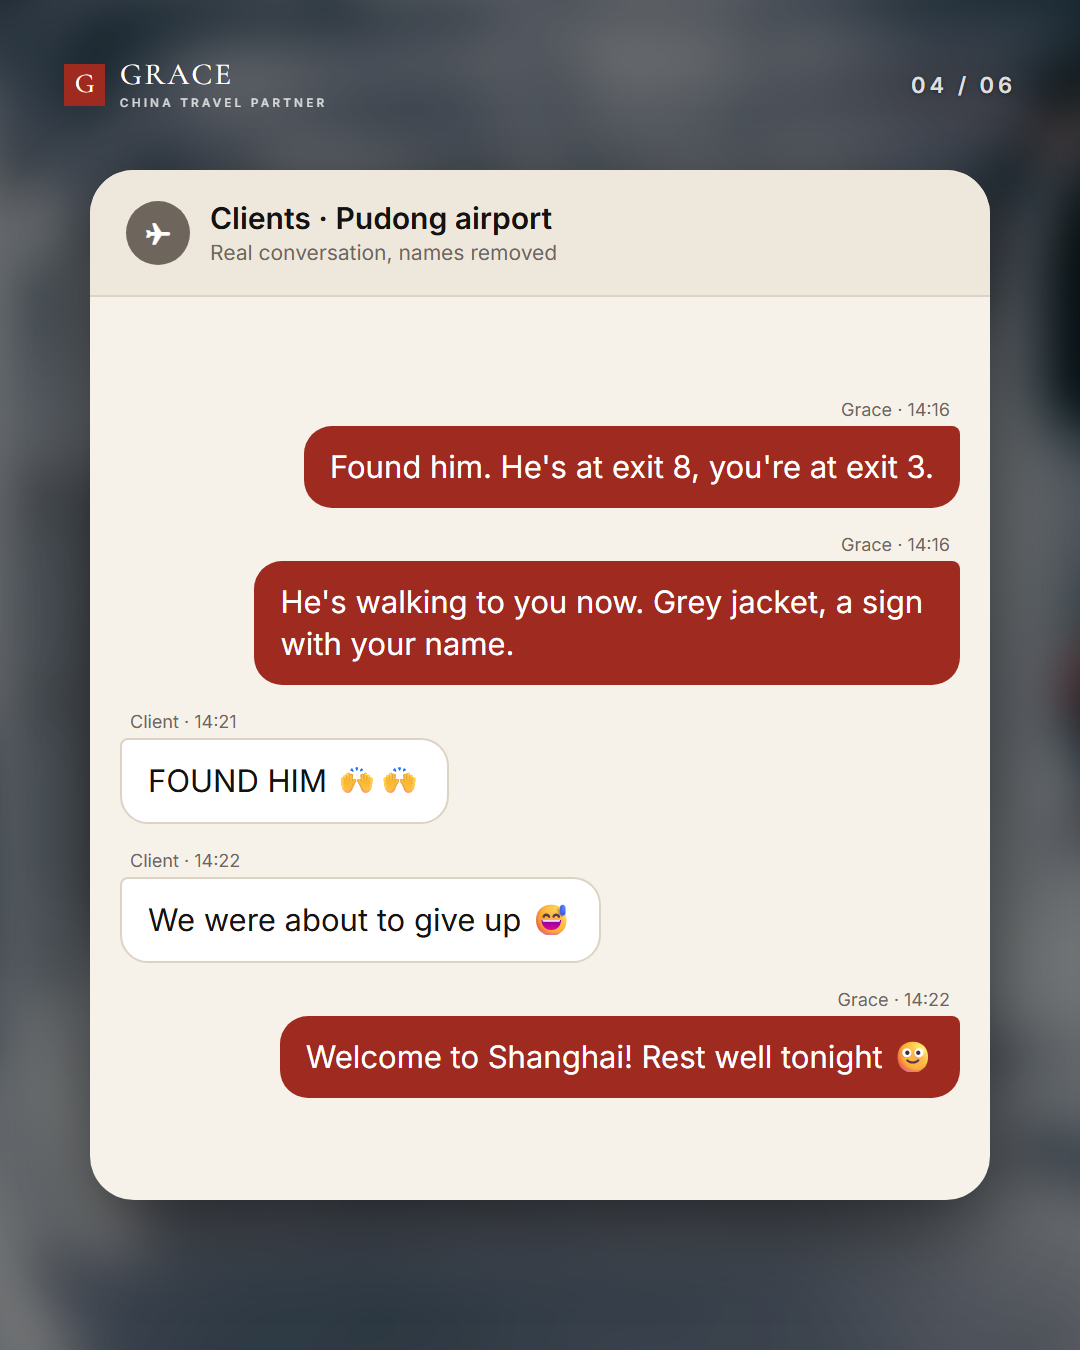 G
GRACE
CHINA TRAVEL PARTNER
04 / 06
Clients · Pudong airport
Real conversation, names removed
Grace · 14:16
Found him. He's at exit 8, you're at exit 3.
Grace · 14:16
He's walking to you now. Grey jacket, a sign
with your name.
Client · 14:21
FOUND HIM 🙌 🙌
Client · 14:22
We were about to give up 😅
Grace · 14:22
Welcome to Shanghai! Rest well tonight 🙂